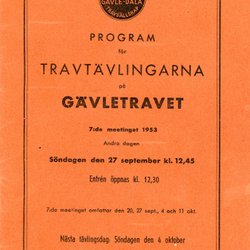 GÄVLE-DALA
TRAVSÄLLSKAP
PROGRAM
för
TRAVTÄVLINGARNA
på
GÄVLETRAVET
7:de meetinget 1953
Andra dagen
Söndagen den 27 september kl. 12,45
Entrén öppnas kl. 12,30
7:de meetinget omfattar den 20, 27 sept., 4 och 11 okt.
Nästa tävlingsdag: Söndagen den 4 oktober